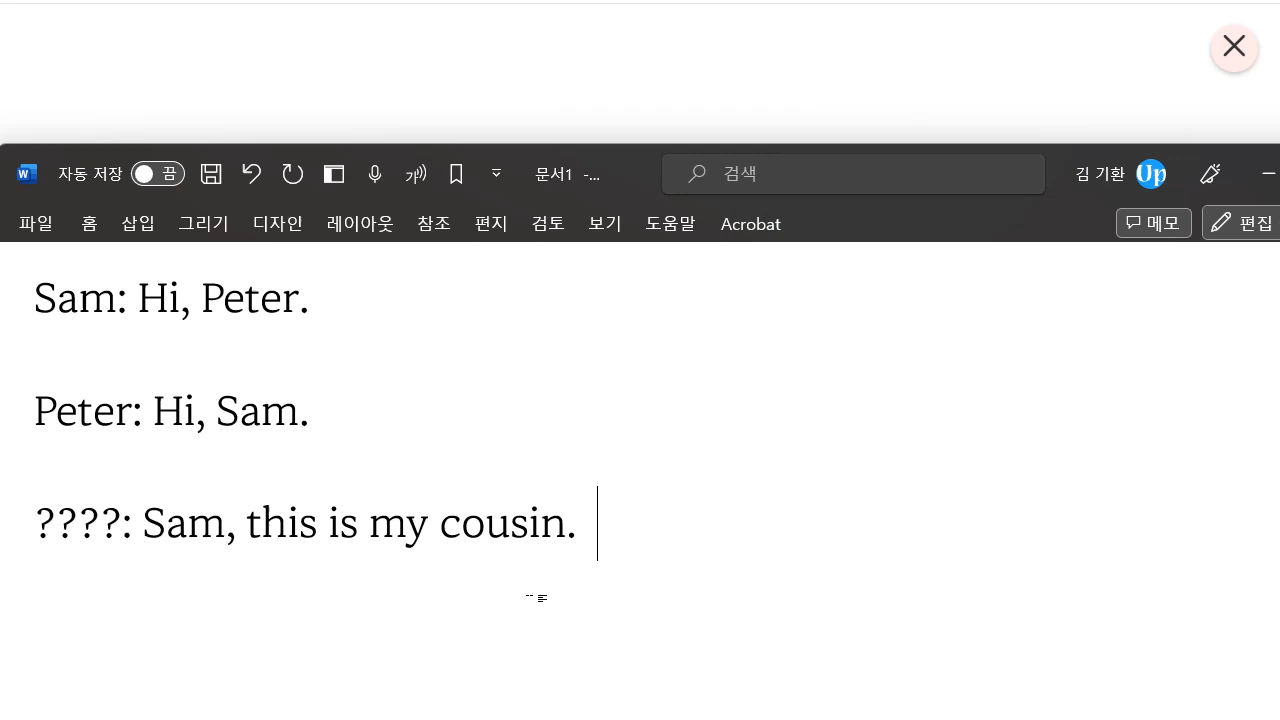 자동 저장 끔 문서1 -... 검색 김 기환 Up
파일 홈 삽입 그리기 디자인 레이아웃 참조 편지 검토 보기 도움말 Acrobat 메모 편집
Sam: Hi, Peter.
Peter: Hi, Sam.
????: Sam, this is my cousin.